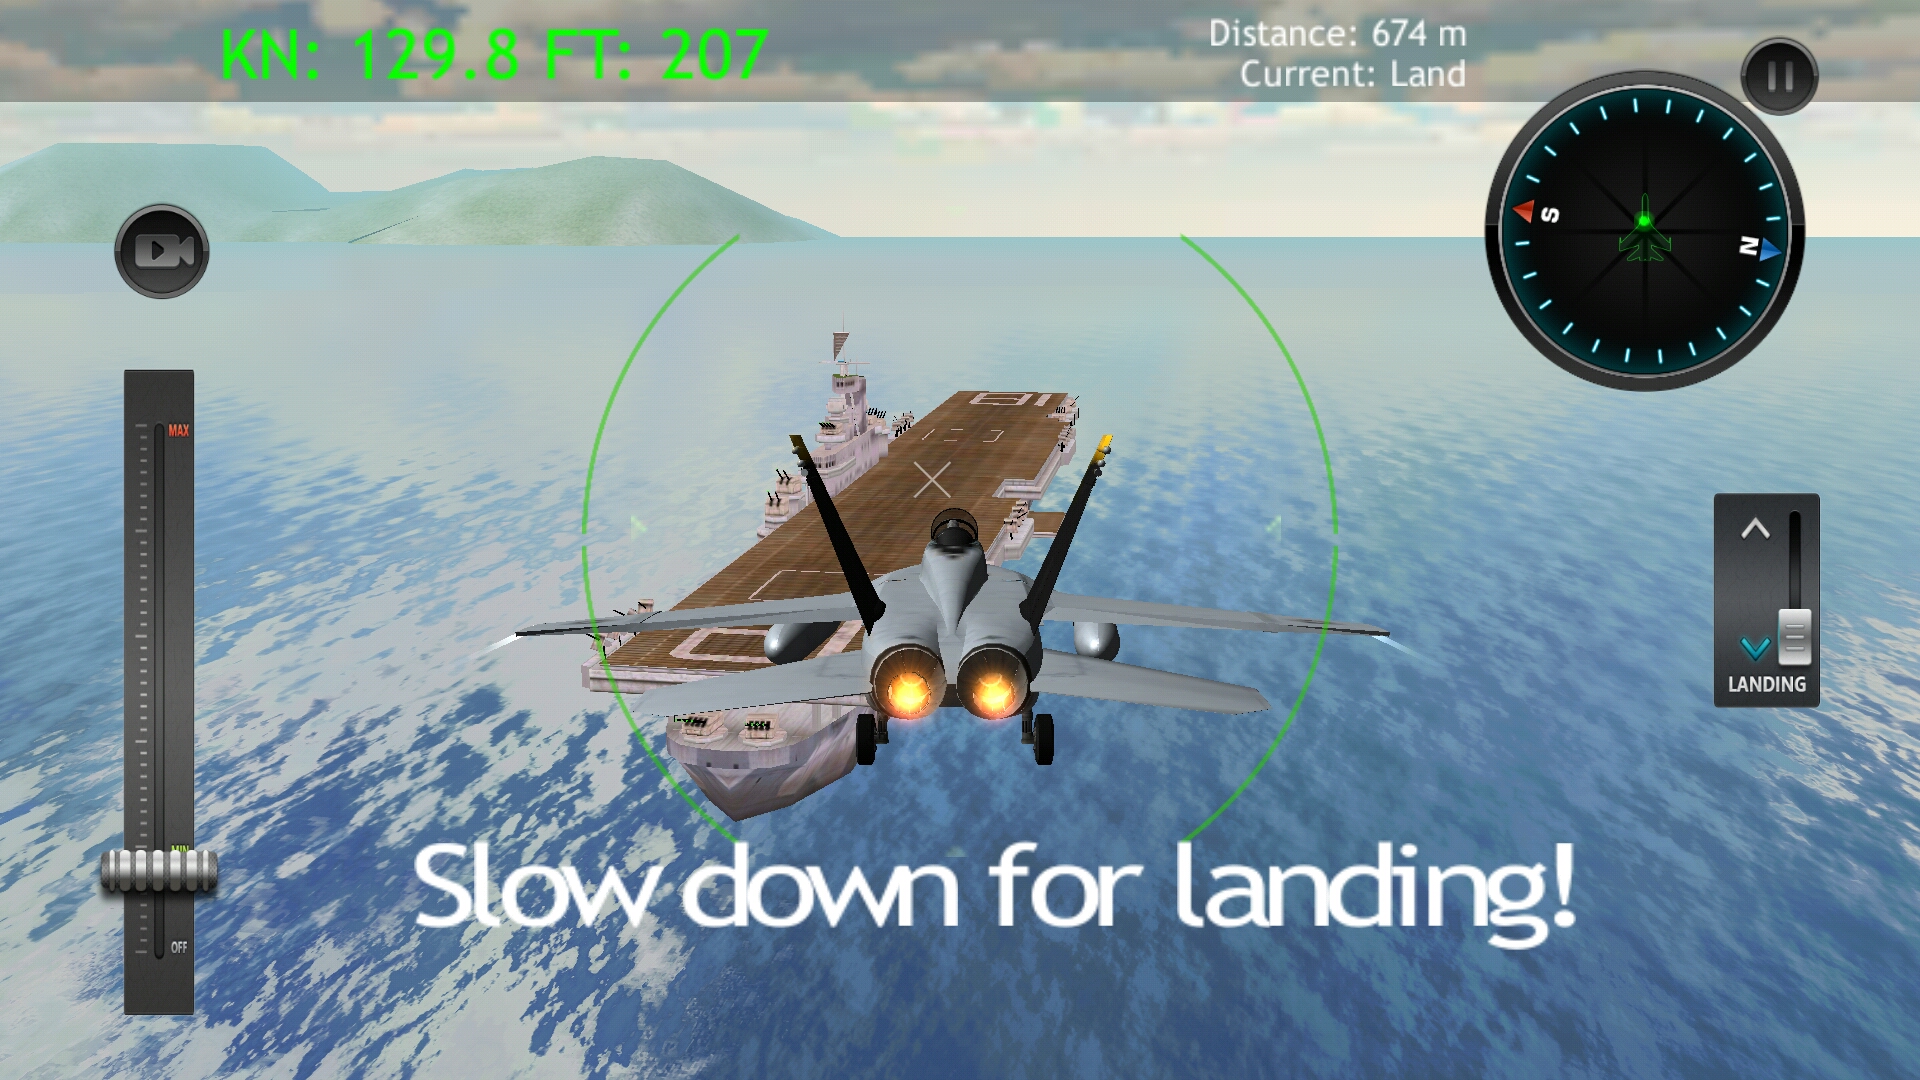 KN: 129.8 FT: 207
Distance: 674 m
Current: Land
S
N
MAX
MIN
OFF
LANDING
Slow down for landing!